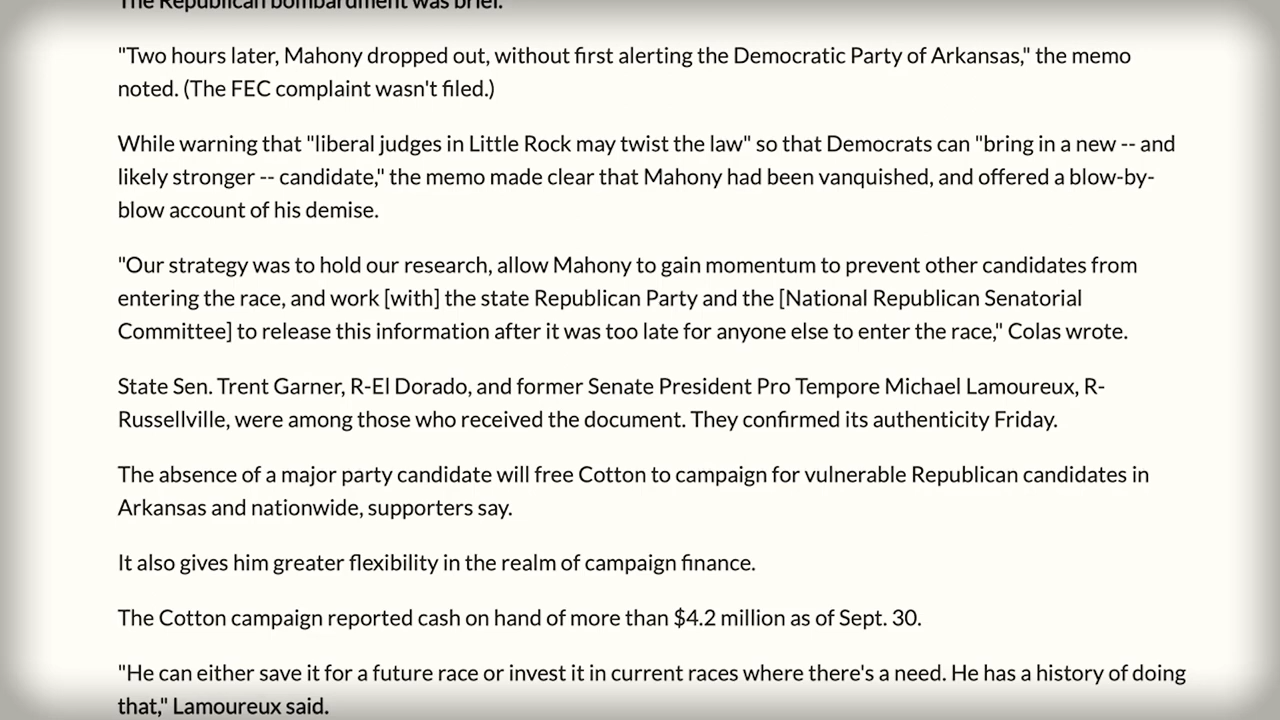 The Republican bombardment was brief.
"Two hours later, Mahony dropped out, without first alerting the Democratic Party of Arkansas," the memo
noted. (The FEC complaint wasn't filed.)
While warning that "liberal judges in Little Rock may twist the law" so that Democrats can "bring in a new -- and
likely stronger -- candidate," the memo made clear that Mahony had been vanquished, and offered a blow-by-
blow account of his demise.
"Our strategy was to hold our research, allow Mahony to gain momentum to prevent other candidates from
entering the race, and work [with] the state Republican Party and the [National Republican Senatorial
Committee] to release this information after it was too late for anyone else to enter the race," Colas wrote.
State Sen. Trent Garner, R-El Dorado, and former Senate President Pro Tempore Michael Lamoureux, R-
Russellville, were among those who received the document. They confirmed its authenticity Friday.
The absence of a major party candidate will free Cotton to campaign for vulnerable Republican candidates in
Arkansas and nationwide, supporters say.
It also gives him greater flexibility in the realm of campaign finance.
The Cotton campaign reported cash on hand of more than $4.2 million as of Sept. 30.
"He can either save it for a future race or invest it in current races where there's a need. He has a history of doing
that," Lamoureux said.